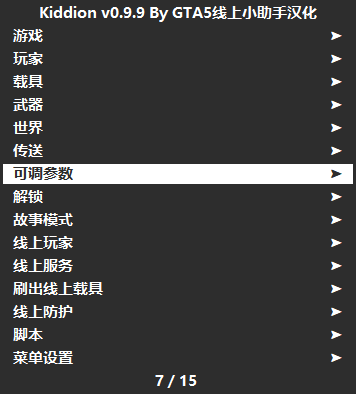 Kiddion v0.9.9 By GTA5线上小助手汉化
游戏 ➤
玩家 ➤
载具 ➤
武器 ➤
世界 ➤
传送 ➤
可调参数 ➤
解锁 ➤
故事模式 ➤
线上玩家 ➤
线上服务 ➤
刷出线上载具 ➤
线上防护 ➤
脚本 ➤
菜单设置 ➤
7 / 15